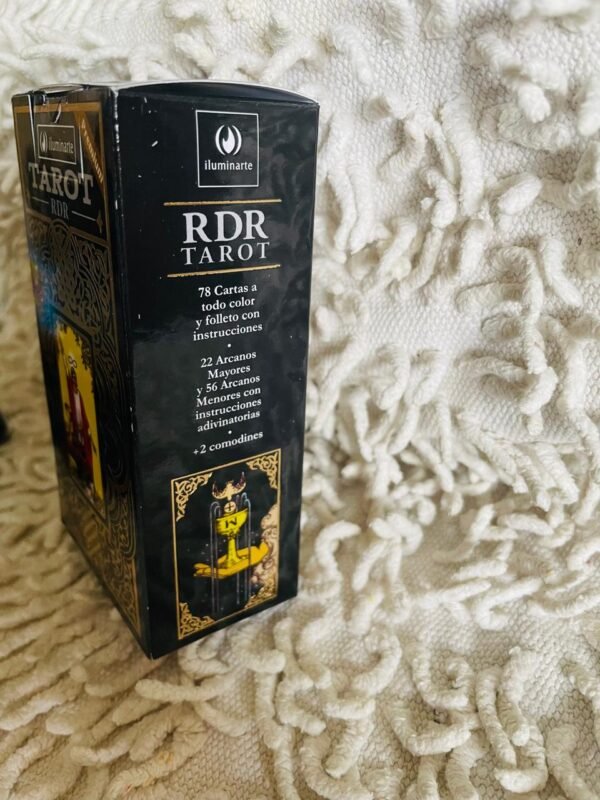 iluminarte
TAROT
RDR
iluminarte
RDR
TAROT
78 Cartas a
todo color
y folleto con
instrucciones
•
22 Arcanos
Mayores
y 56 Arcanos
Menores con
instrucciones
adivinatorias
•
+2 comodines